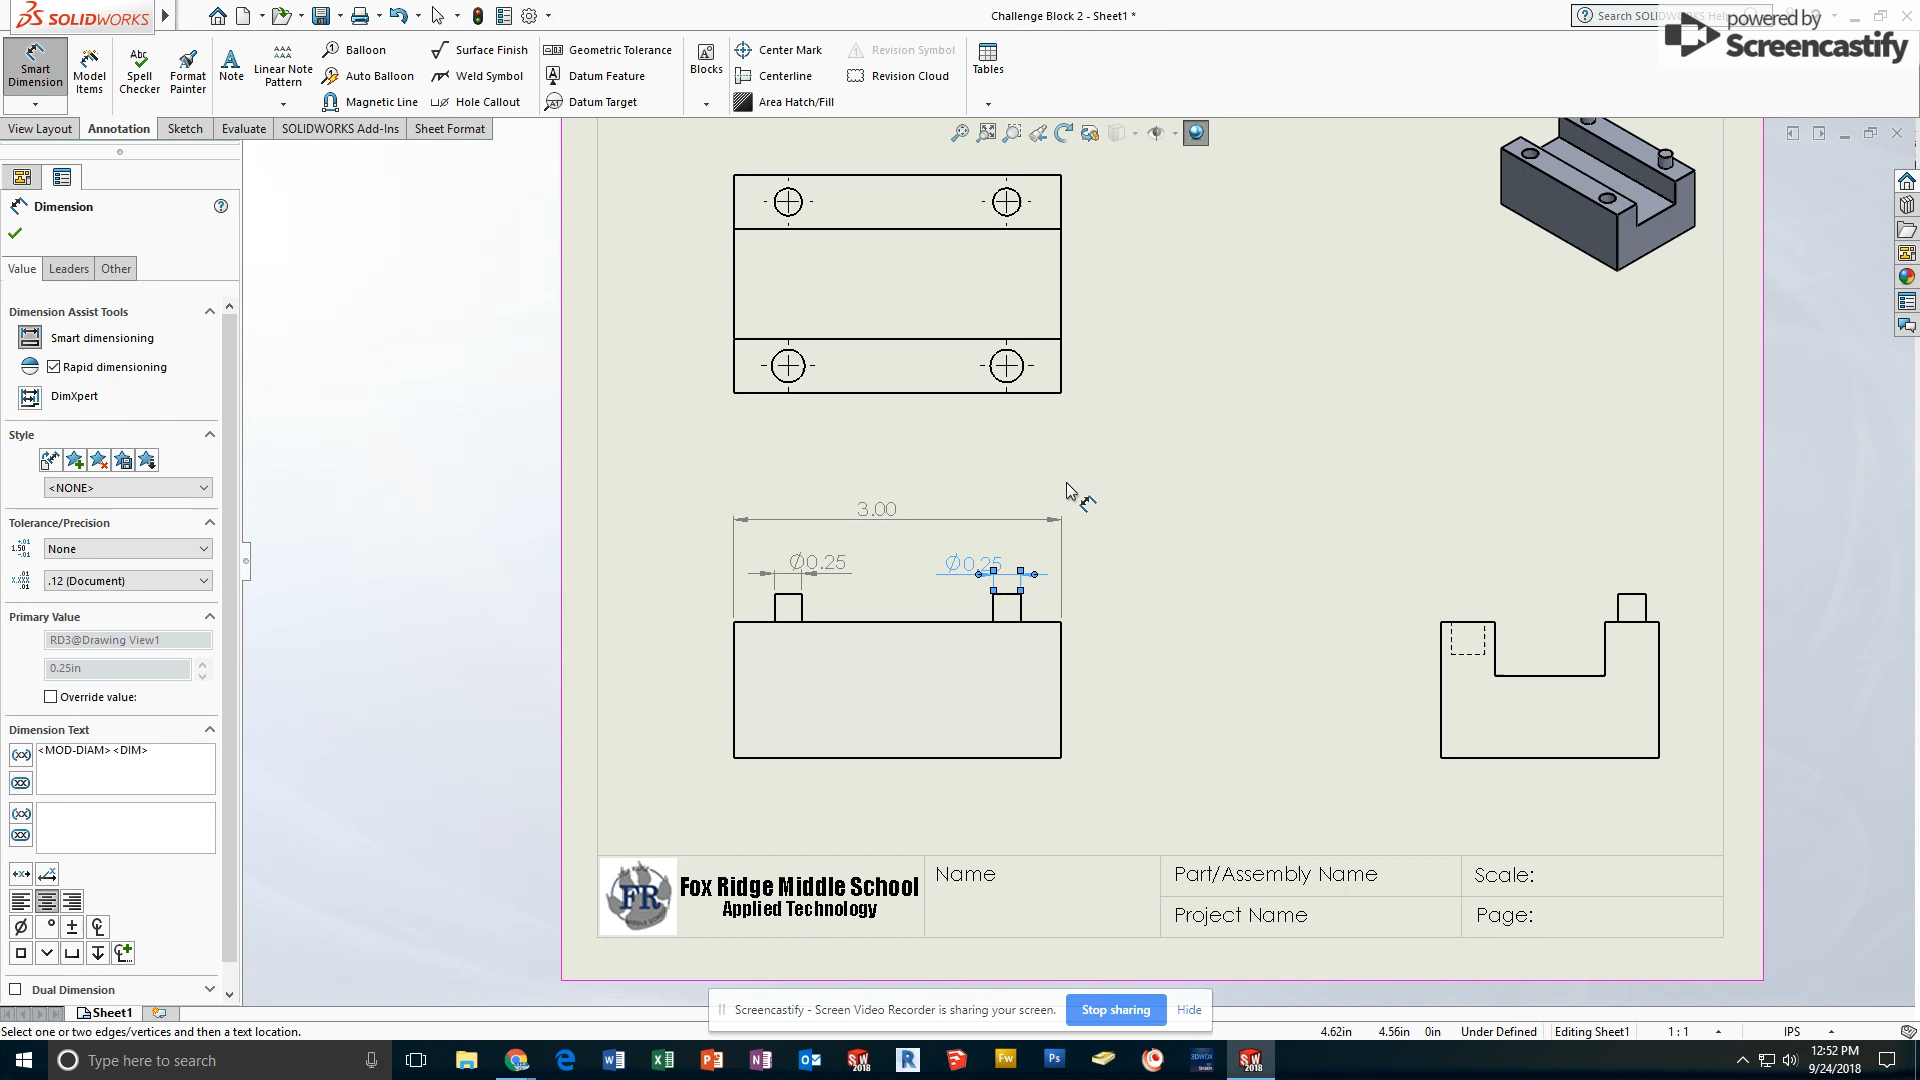 SOLIDWORKS
Challenge Block 2 - Sheet1 *
Search SOLIDWORKS Help
powered by
Screencastify
Smart
Dimension
Model
Items
Abc
Spell
Checker
Format
Painter
Note
Linear Note
Pattern
Balloon
Auto Balloon
Magnetic Line
Surface Finish
Weld Symbol
Hole Callout
Geometric Tolerance
Datum Feature
Datum Target
Blocks
Center Mark
Centerline
Area Hatch/Fill
Revision Symbol
Revision Cloud
Tables
View Layout
Annotation
Sketch
Evaluate
SOLIDWORKS Add-Ins
Sheet Format
Dimension
Value
Leaders
Other
Dimension Assist Tools
Smart dimensioning
Rapid dimensioning
DimXpert
Style
<NONE>
Tolerance/Precision
None
.12 (Document)
Primary Value
RD3@Drawing View1
0.25in
Override value:
Dimension Text
<MOD-DIAM><DIM>
Dual Dimension
3.00
Ø0.25
Ø0.25
FR
Fox Ridge Middle School
Applied Technology
Name
Part/Assembly Name
Scale:
Project Name
Page:
Screencastify - Screen Video Recorder is sharing your screen.
Stop sharing
Hide
Sheet1
Select one or two edges/vertices and then a text location.
4.62in
4.56in
0in
Under Defined
Editing Sheet1
1 : 1
IPS
Type here to search
12:52 PM
9/24/2018